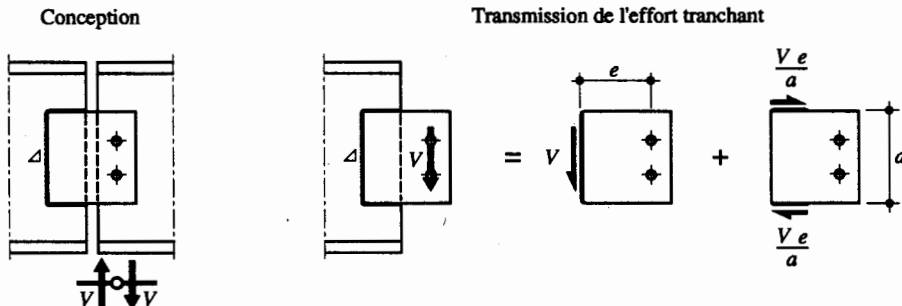 Conception
Transmission de l'effort tranchant
e
V e
a
V
=
V
+
a
V e
a
V
V